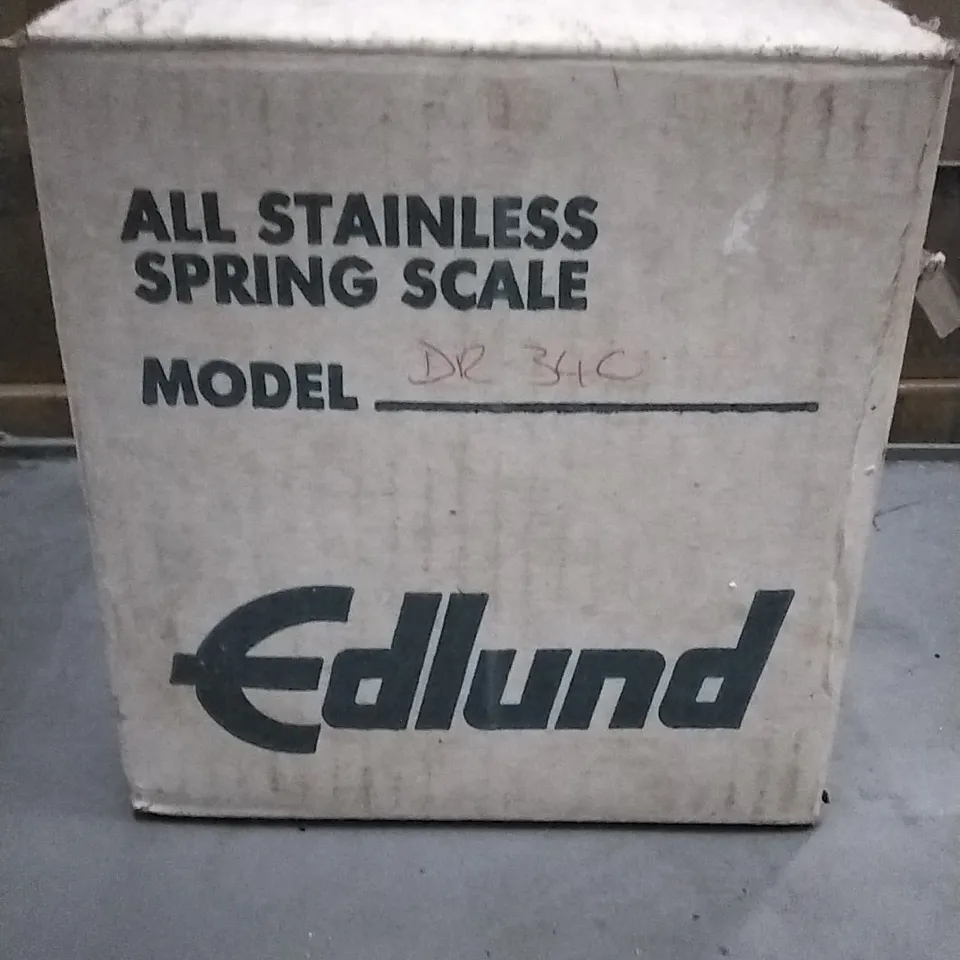 ALL STAINLESS
SPRING SCALE
MODEL DR 34C
Edlund